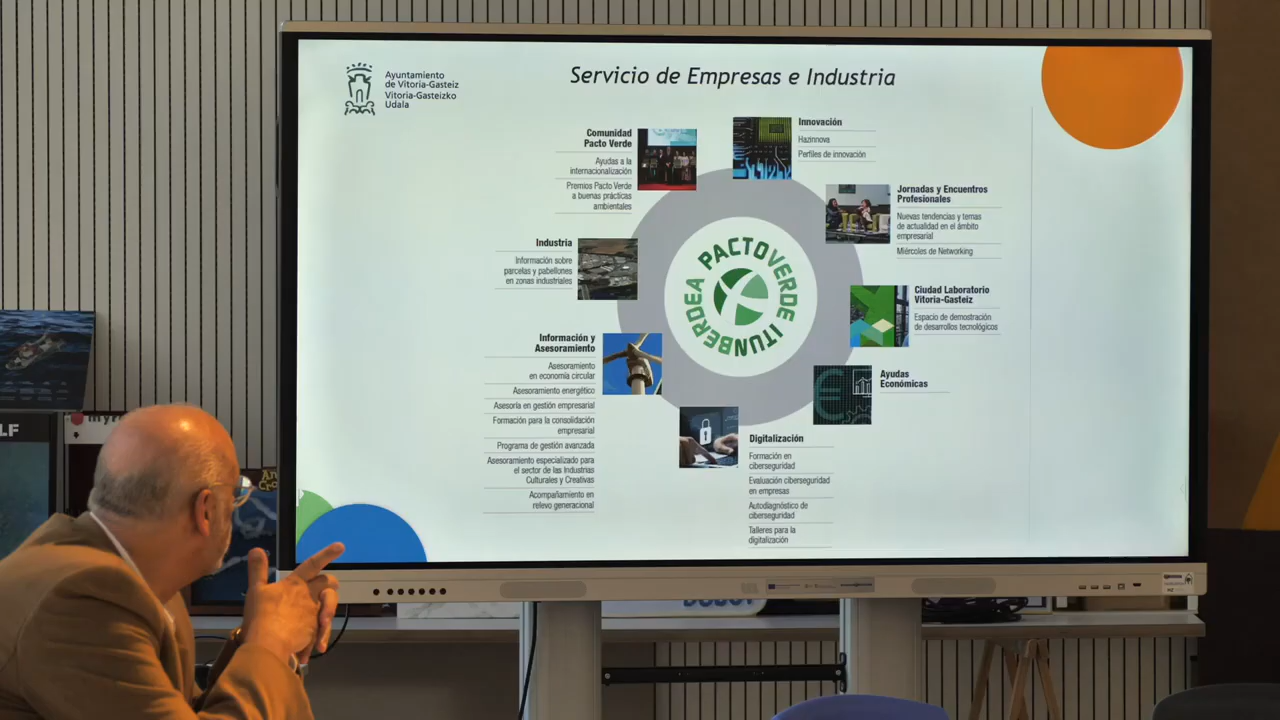 Ayuntamiento
de Vitoria-Gasteiz
Vitoria-Gasteizko
Udala
Servicio de Empresas e Industria
Comunidad
Pacto Verde
Ayudas a la
internacionalización
Premios Pacto Verde
a buenas prácticas
ambientales
Innovación
Hazinnova
Perfiles de innovación
Jornadas y Encuentros
Profesionales
Nuevas tendencias y temas
de actualidad en el ámbito
empresarial
Miércoles de Networking
Industria
Información sobre
parcelas y pabellones
en zonas industriales
PACTOVERDE ITUNBERDEA
Ciudad Laboratorio
Vitoria-Gasteiz
Espacio de demostración
de desarrollos tecnológicos
Información y
Asesoramiento
Asesoramiento
en economía circular
Asesoramiento energético
Asesoría en gestión empresarial
Formación para la consolidación
empresarial
Programa de gestión avanzada
Asesoramiento especializado para
el sector de las Industrias
Culturales y Creativas
Acompañamiento en
relevo generacional
Ayudas
Económicas
Digitalización
Formación en
ciberseguridad
Evaluación ciberseguridad
en empresas
Autodiagnóstico de
ciberseguridad
Talleres para la
digitalización
LF